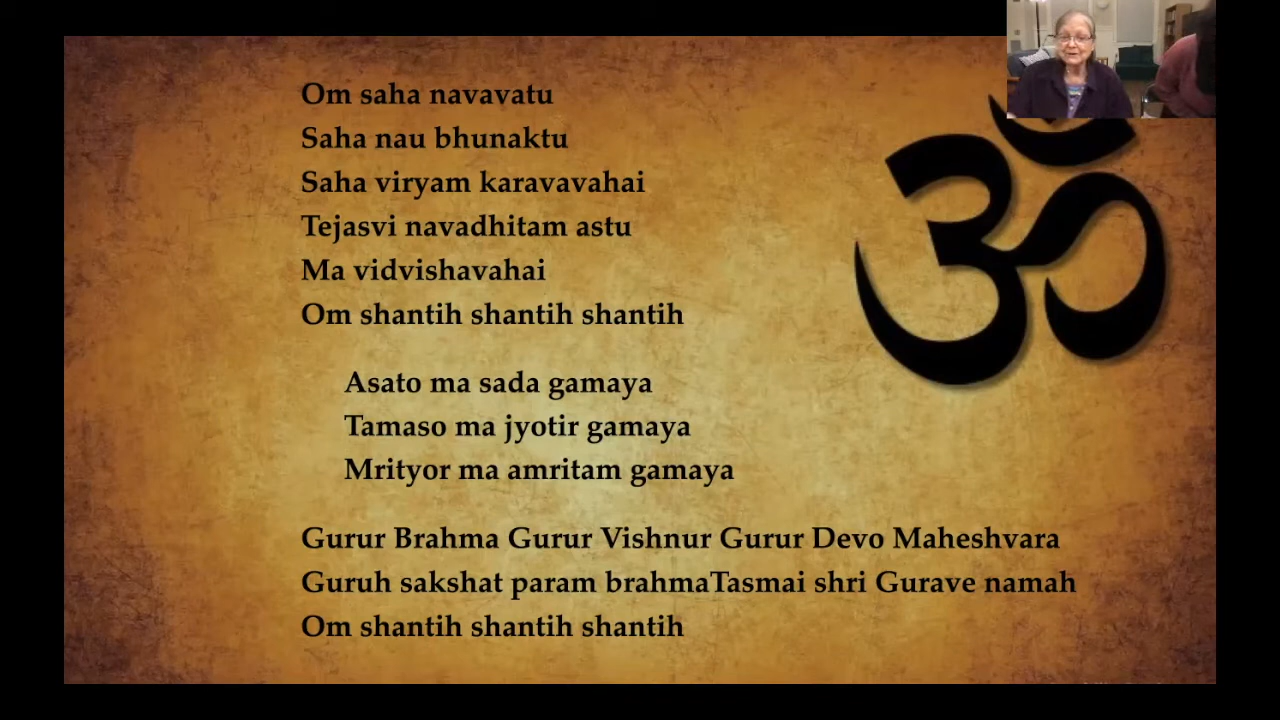 Om saha navavatu
Saha nau bhunaktu
Saha viryam karavavahai
Tejasvi navadhitam astu
Ma vidvishavahai
Om shantih shantih shantih
Asato ma sada gamaya
Tamaso ma jyotir gamaya
Mrityor ma amritam gamaya
Gurur Brahma Gurur Vishnur Gurur Devo Maheshvara
Guruh sakshat param brahmaTasmai shri Gurave namah
Om shantih shantih shantih
ॐ